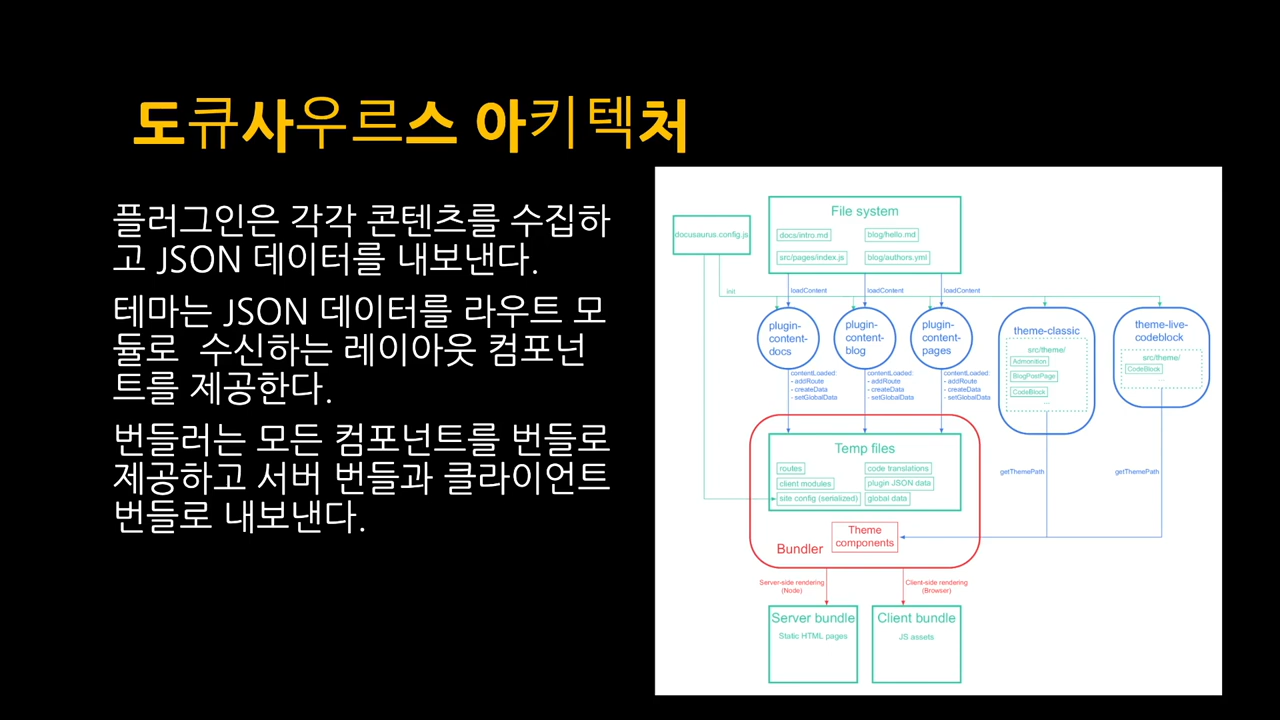 도큐사우르스 아키텍처
플러그인은 각각 콘텐츠를 수집하
고 JSON 데이터를 내보낸다.
테마는 JSON 데이터를 라우트 모
듈로 수신하는 레이아웃 컴포넌
트를 제공한다.
번들러는 모든 컴포넌트를 번들로
제공하고 서버 번들과 클라이언트
번들로 내보낸다.
docusaurus.config.js
File system
docs/intro.md
blog/hello.md
src/pages/index.js
blog/authors.yml
init
loadContent
loadContent
loadContent
plugin-
content-
docs
plugin-
content-
blog
plugin-
content-
pages
theme-classic
src/theme/
Admonition
BlogPostPage
CodeBlock
...
theme-live-
codeblock
src/theme/
CodeBlock
...
contentLoaded:
- addRoute
- createData
- setGlobalData
contentLoaded:
- addRoute
- createData
- setGlobalData
contentLoaded:
- addRoute
- createData
- setGlobalData
Temp files
routes
code translations
client modules
plugin JSON data
site config (serialized)
global data
getThemePath
getThemePath
Theme
components
Bundler
Server-side rendering
(Node)
Client-side rendering
(Browser)
Server bundle
Static HTML pages
Client bundle
JS assets